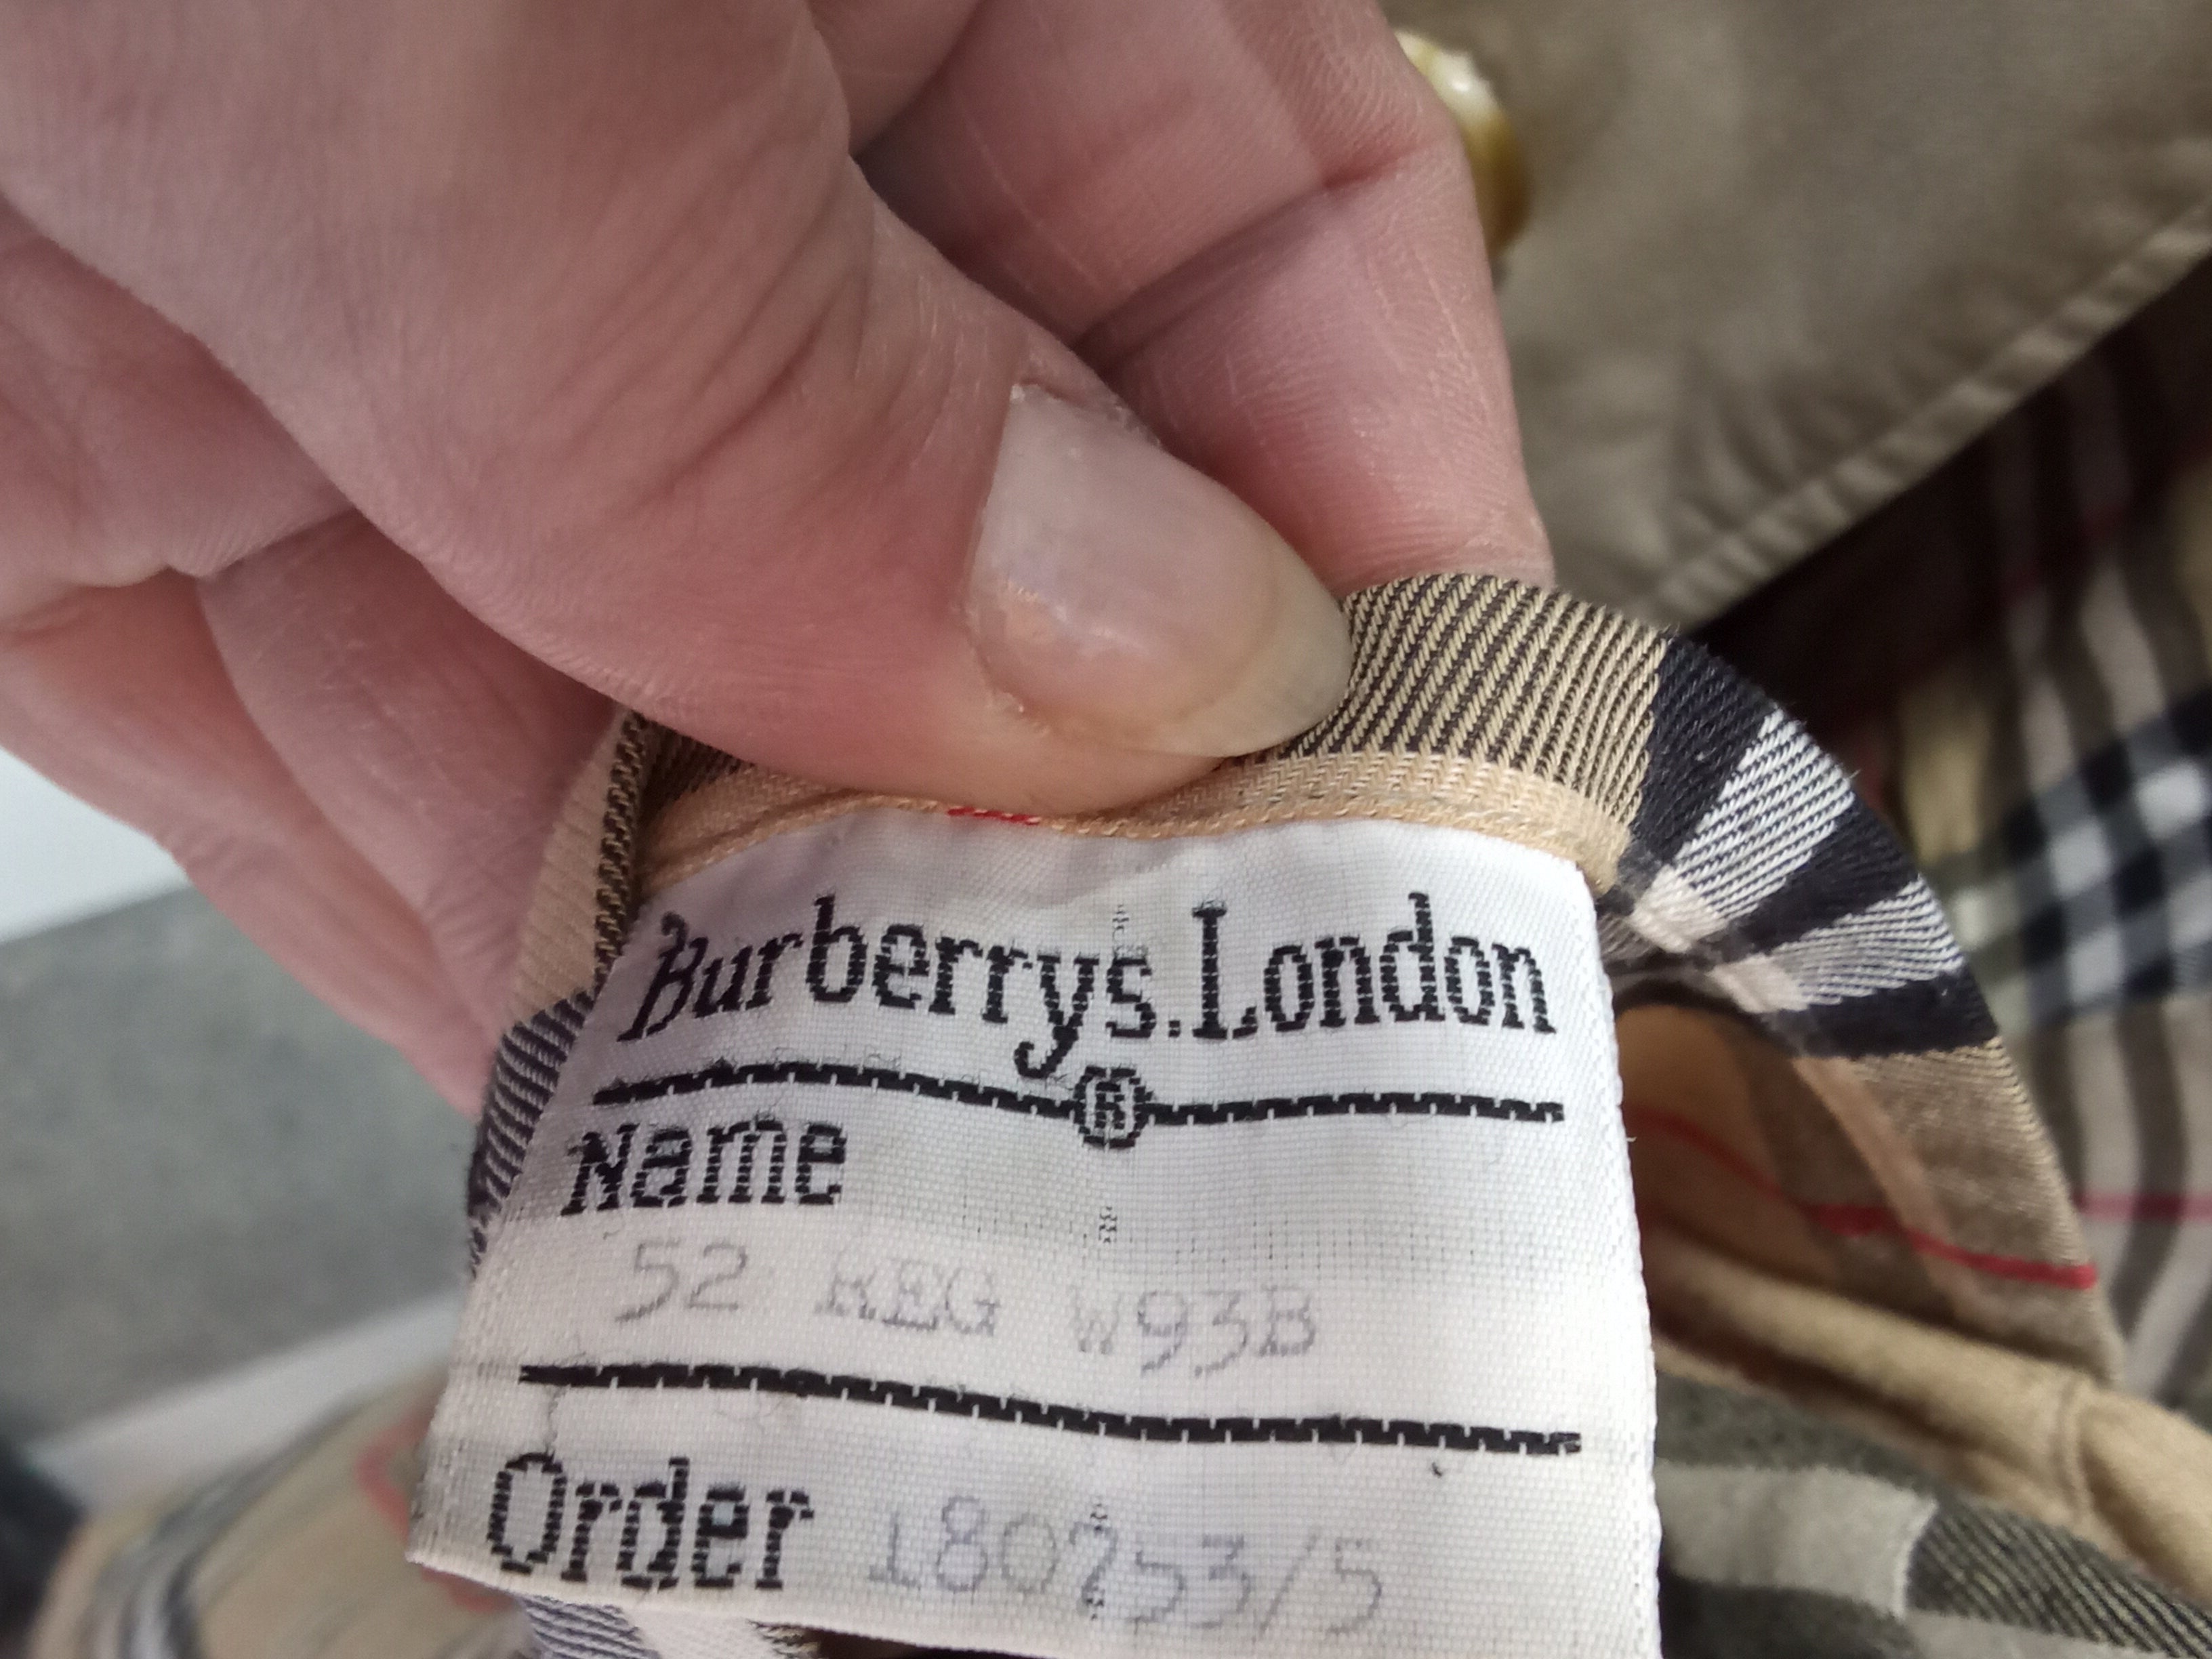 Burberrys.London
B
Name
52 REG W93B
Order 180253/5